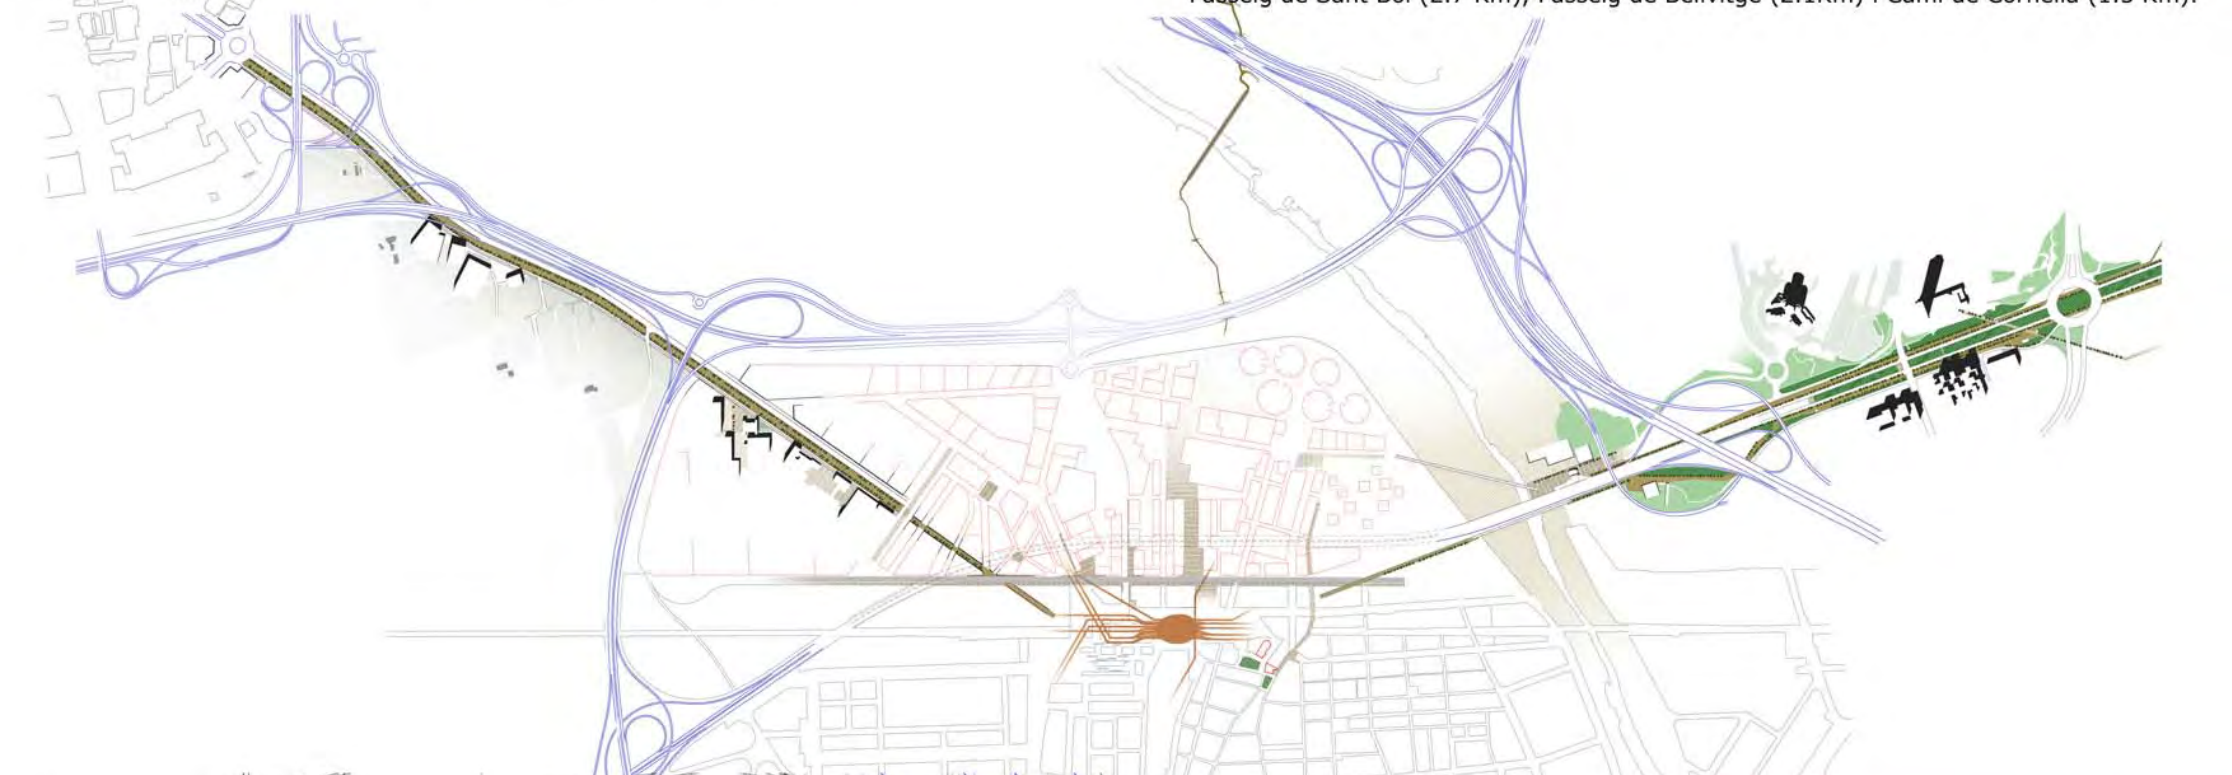 Passeig de Sant Boi (2.7 Km), Passeig de Bellvitge (2.1Km) i Camí de Cornellà (1.5 Km).